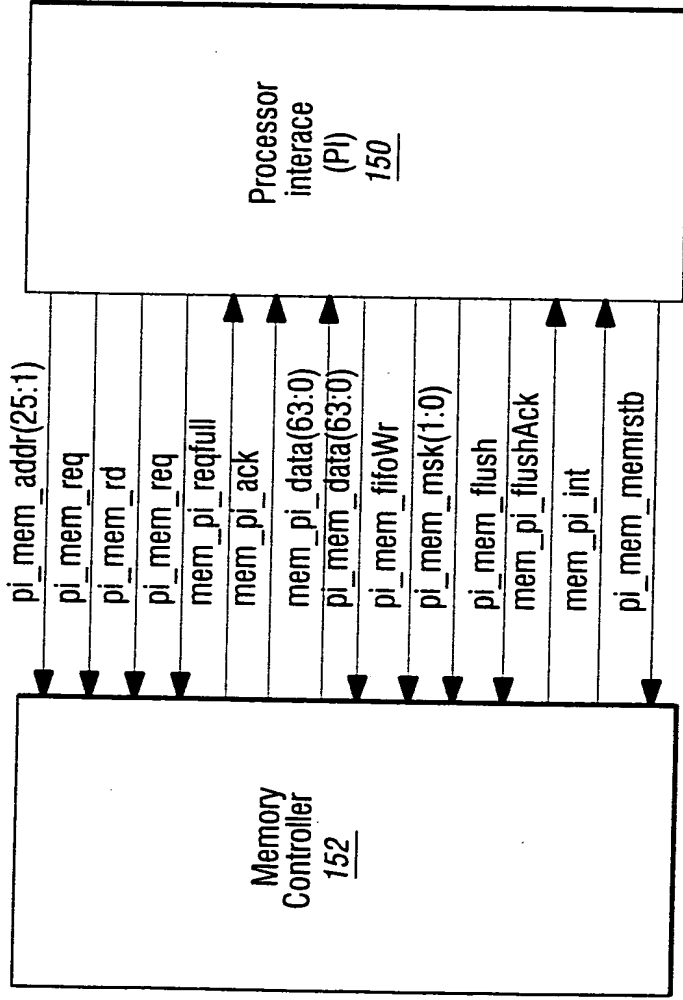 Memory
Controller
152
pi_mem_addr(25:1)
pi_mem_req
pi_mem_rd
pi_mem_req
mem_pi_reqfull
mem_pi_ack
mem_pi_data(63:0)
pi_mem_data(63:0)
pi_mem_fifoWr
pi_mem_msk(1:0)
pi_mem_flush
mem_pi_flushAck
mem_pi_int
pi_mem_memrstb
Processor
interace
(PI)
150